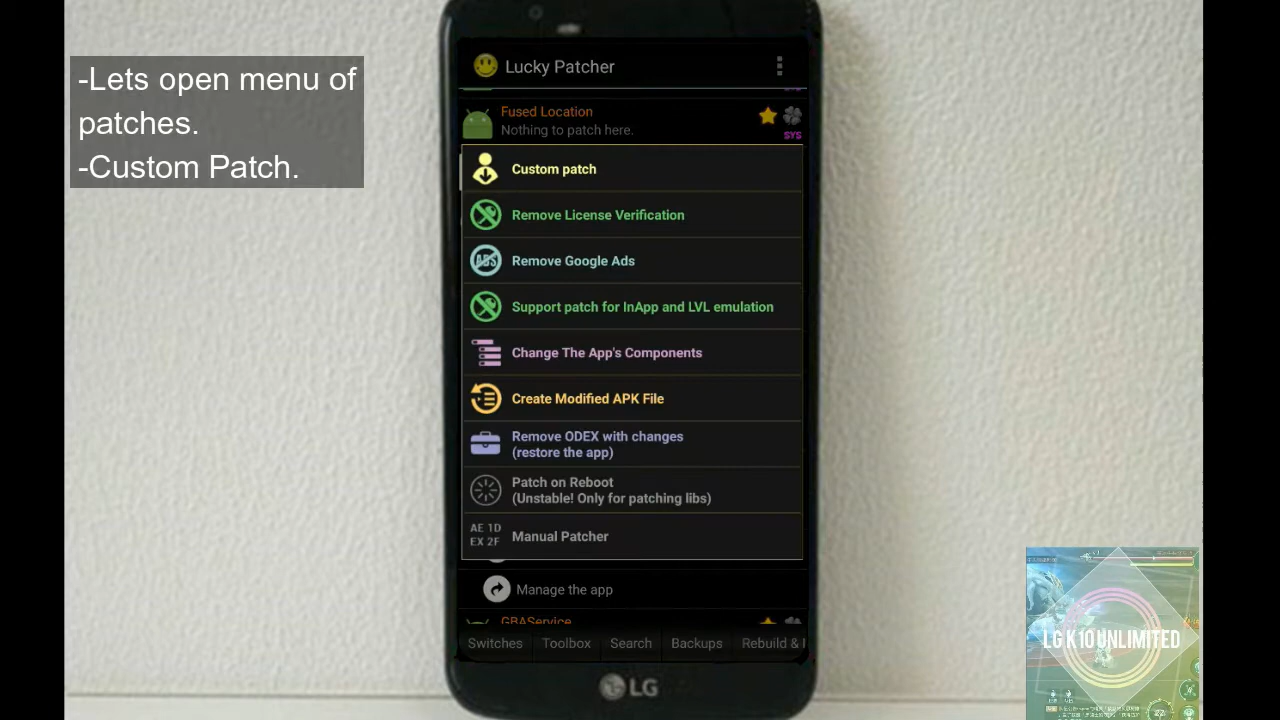 -Lets open menu of
patches.
-Custom Patch.
Lucky Patcher
Fused Location
Nothing to patch here.
SYS
Custom patch
Remove License Verification
ADS
Remove Google Ads
Support patch for InApp and LVL emulation
Change The App's Components
Create Modified APK File
Remove ODEX with changes
(restore the app)
Patch on Reboot
(Unstable! Only for patching libs)
AE 1D
EX 2F
Manual Patcher
Manage the app
GBAService
Switches
Toolbox
Search
Backups
Rebuild & I
LG
LG K10 UNLIMITED